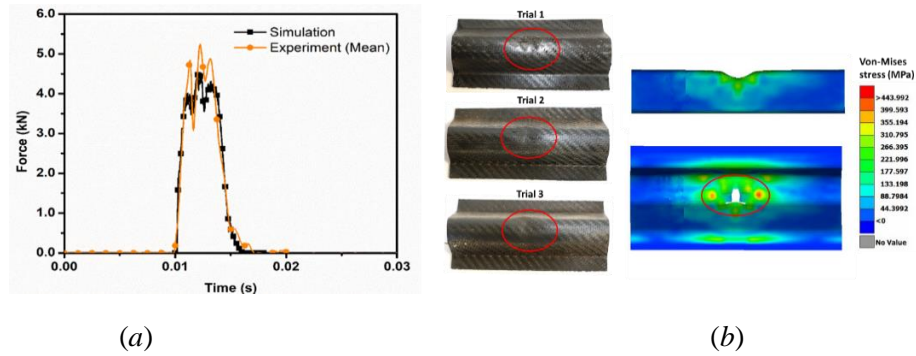 6.0
5.0
4.0
3.0
2.0
1.0
0.0
Force (kN)
Simulation
Experiment (Mean)
0.00
0.01
0.02
0.03
Time (s)
Trial 1
Trial 2
Trial 3
Von-Mises
stress (MPa)
>443.992
399.593
355.194
310.795
266.395
221.996
177.597
133.198
88.7984
44.3992
<0
No Value
(a)
(b)